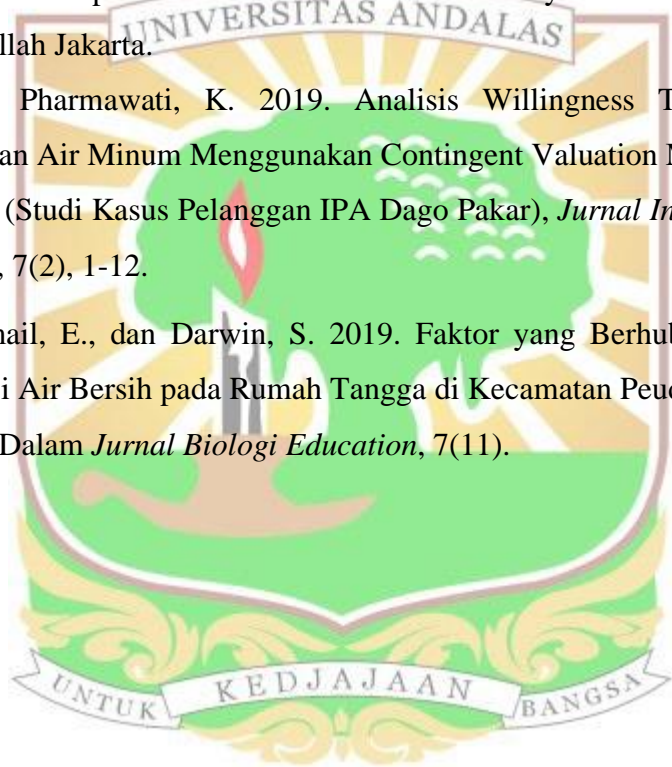 UNIVERSITAS ANDALAS
llah Jakarta.
Pharmawati, K. 2019. Analisis Willingness T
an Air Minum Menggunakan Contingent Valuation
(Studi Kasus Pelanggan IPA Dago Pakar), Jurnal In
, 7(2), 1-12.
ail, E., dan Darwin, S. 2019. Faktor yang Berhub
i Air Bersih pada Rumah Tangga di Kecamatan Peud
Dalam Jurnal Biologi Education, 7(11).
UNTUK KEDJAJAAN BANGSA